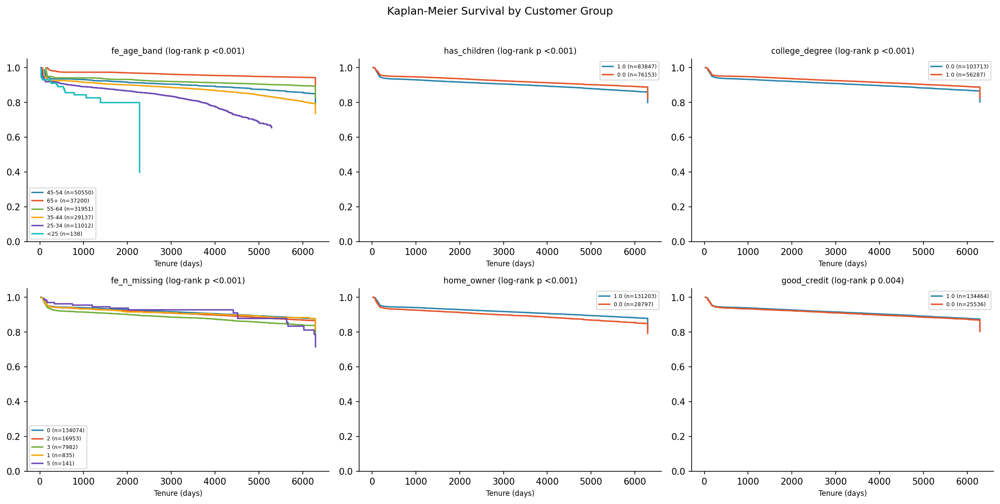 Kaplan-Meier Survival by Customer Group
fe_age_band (log-rank p <0.001)
1.0
0.8
0.6
0.4
0.2
0.0
45-54 (n=50550)
65+ (n=37200)
55-64 (n=31951)
35-44 (n=29137)
25-34 (n=11012)
<25 (n=138)
0 1000 2000 3000 4000 5000 6000
Tenure (days)
has_children (log-rank p <0.001)
1.0
0.8
0.6
0.4
0.2
0.0
1.0 (n=83847)
0.0 (n=76153)
0 1000 2000 3000 4000 5000 6000
Tenure (days)
college_degree (log-rank p <0.001)
1.0
0.8
0.6
0.4
0.2
0.0
0.0 (n=103713)
1.0 (n=56287)
0 1000 2000 3000 4000 5000 6000
Tenure (days)
fe_n_missing (log-rank p <0.001)
1.0
0.8
0.6
0.4
0.2
0.0
0 (n=134074)
2 (n=16953)
3 (n=7982)
1 (n=835)
5 (n=141)
0 1000 2000 3000 4000 5000 6000
Tenure (days)
home_owner (log-rank p <0.001)
1.0
0.8
0.6
0.4
0.2
0.0
1.0 (n=131203)
0.0 (n=28797)
0 1000 2000 3000 4000 5000 6000
Tenure (days)
good_credit (log-rank p 0.004)
1.0
0.8
0.6
0.4
0.2
0.0
1.0 (n=134464)
0.0 (n=25536)
0 1000 2000 3000 4000 5000 6000
Tenure (days)